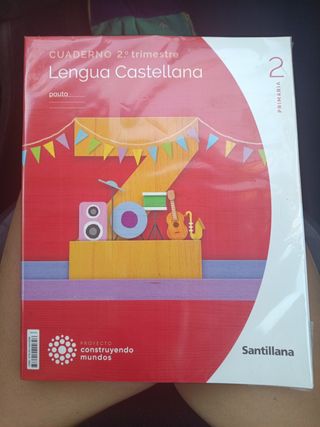 CUADERNO 2.º trimestre
Lengua Castellana
pauta
2
PRIMARIA
PROYECTO
construyendo
mundos
Santillana